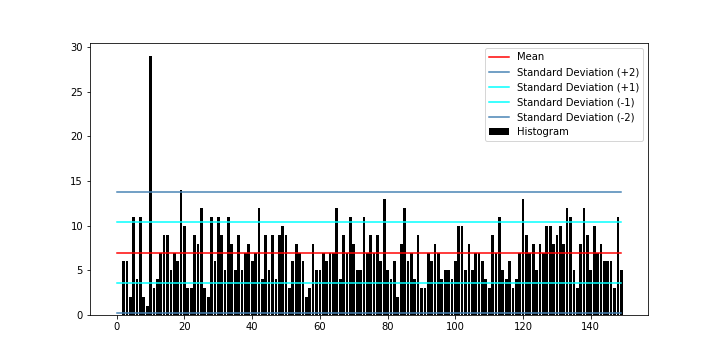 30
25
20
15
10
5
0
0 20 40 60 80 100 120 140
Mean
Standard Deviation (+2)
Standard Deviation (+1)
Standard Deviation (-1)
Standard Deviation (-2)
Histogram